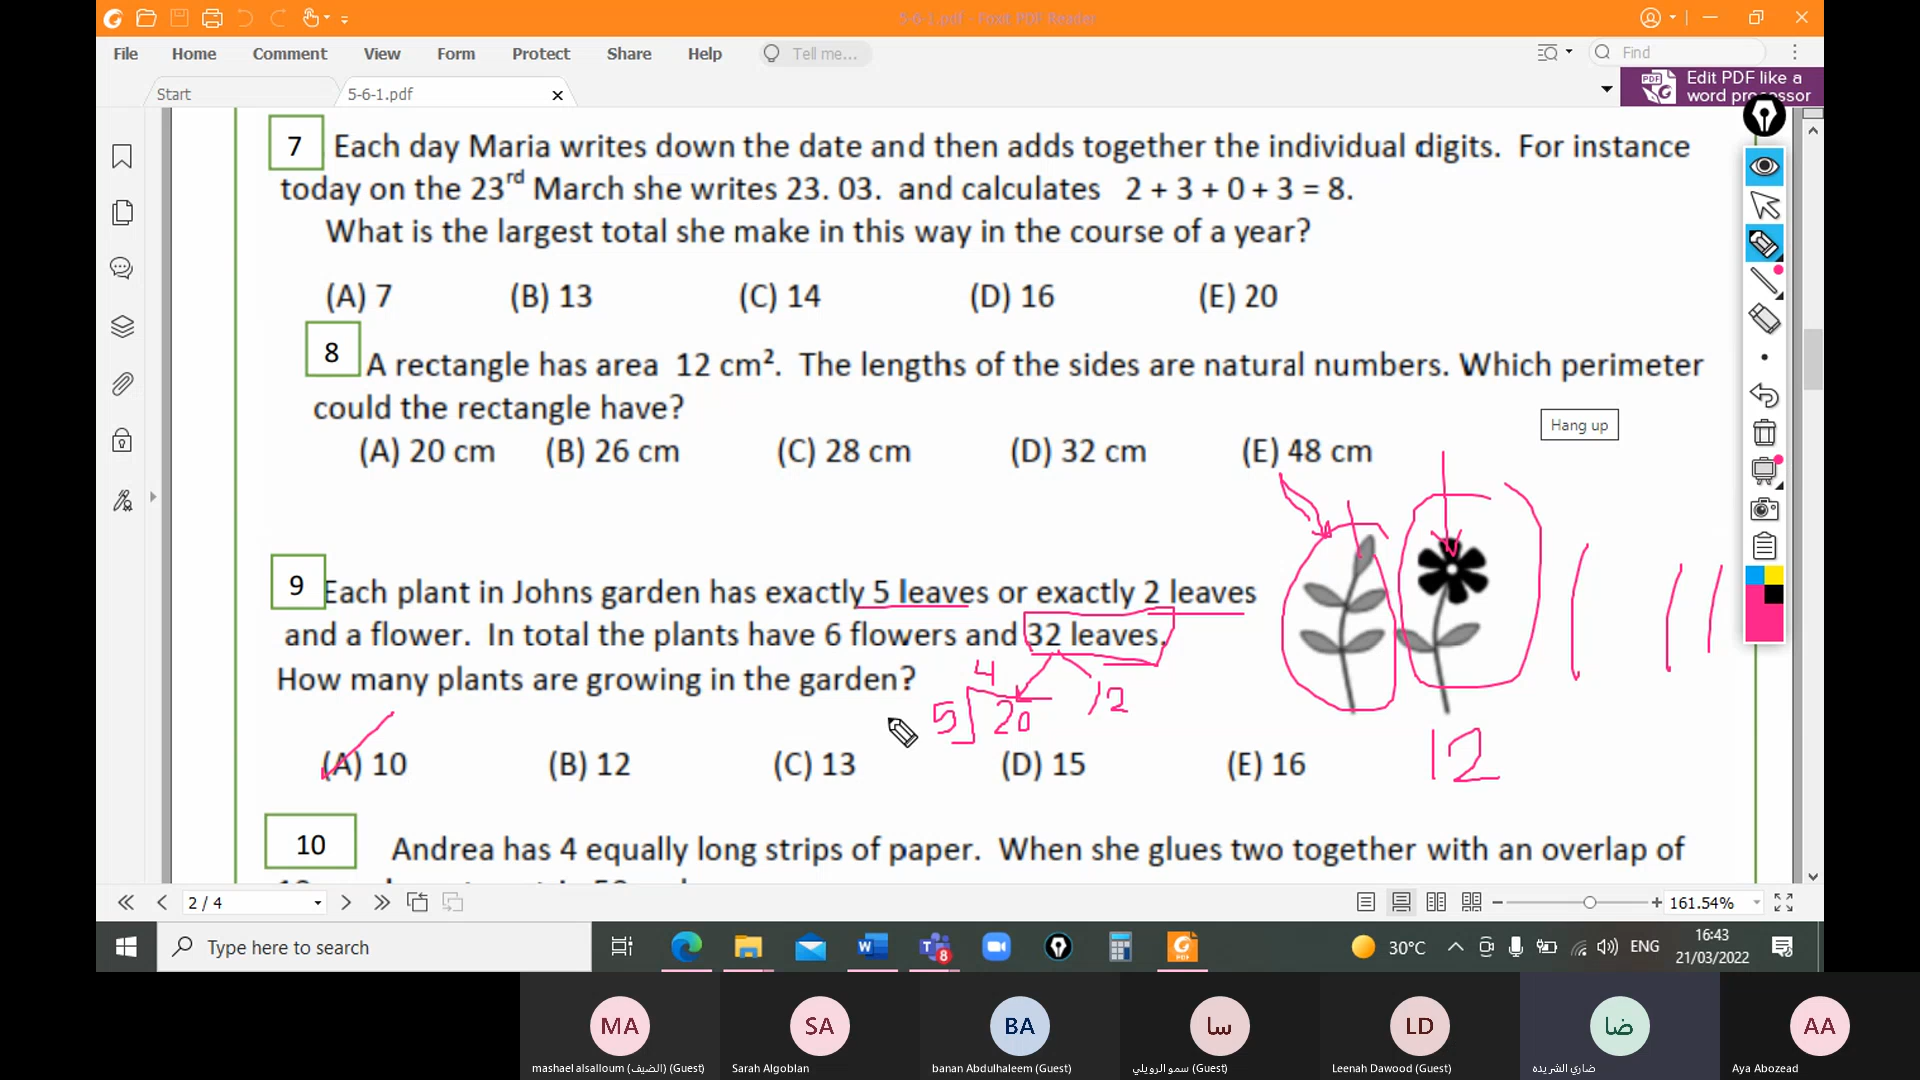 5-6-1.pdf - Foxit PDF Reader
File Home Comment View Form Protect Share Help Tell me... Find
Start 5-6-1.pdf
Edit PDF like a
word processor
7 Each day Maria writes down the date and then adds together the individual digits. For instance
today on the 23rd March she writes 23. 03. and calculates 2 + 3 + 0 + 3 = 8.
What is the largest total she make in this way in the course of a year?
(A) 7 (B) 13 (C) 14 (D) 16 (E) 20
8 A rectangle has area 12 cm². The lengths of the sides are natural numbers. Which perimeter
could the rectangle have?
Hang up
(A) 20 cm (B) 26 cm (C) 28 cm (D) 32 cm (E) 48 cm
9 Each plant in Johns garden has exactly 5 leaves or exactly 2 leaves
and a flower. In total the plants have 6 flowers and 32 leaves.
How many plants are growing in the garden?
4
5 20 12
12
(A) 10 (B) 12 (C) 13 (D) 15 (E) 16
10 Andrea has 4 equally long strips of paper. When she glues two together with an overlap of
2 / 4 161.54%
Type here to search 8 30°C ENG 16:43
21/03/2022
MA SA BA سا LD ضا AA
mashael alsalloum (الضيف) (Guest) Sarah Algoblan banan Abdulhaleem (Guest) سمو الرويلي (Guest) Leenah Dawood (Guest) ضاري الشريده Aya Abozead